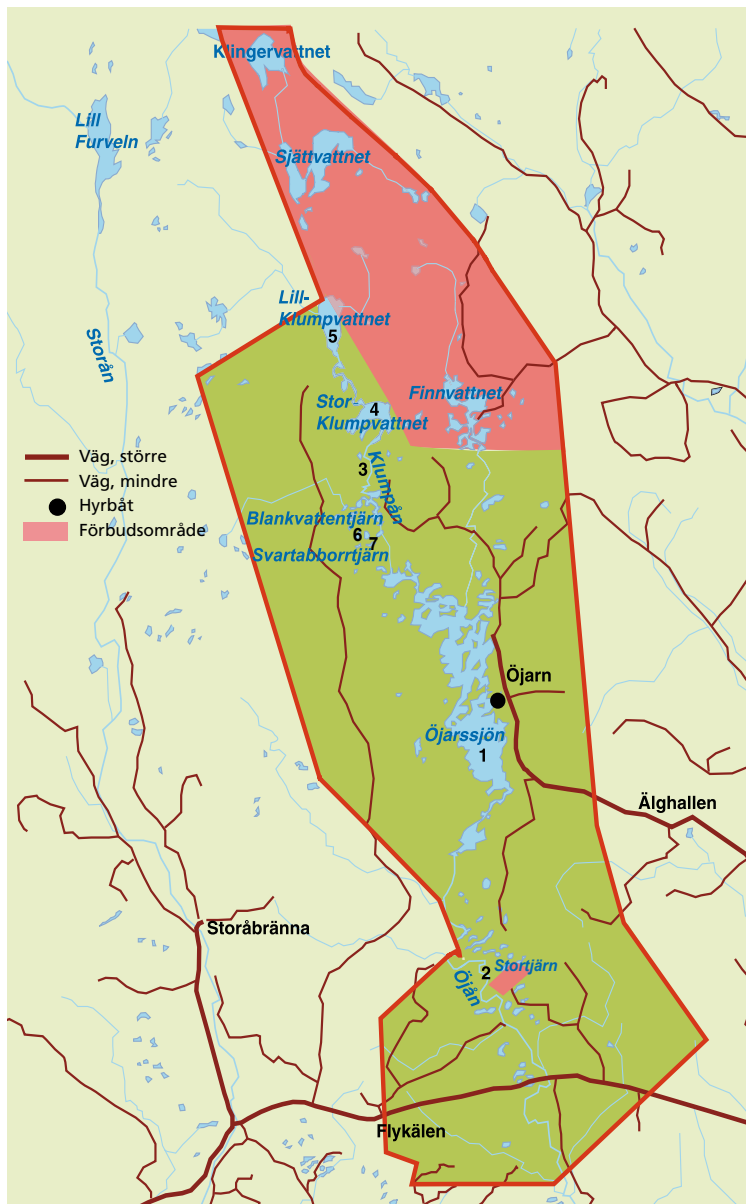 Klingervattnet
Lill
Furveln
Sjättvattnet
Lill-
Klumpvattnet
5
Storån
Stor-
Klumpvattnet
4
Finnvattnet
3
Klumpån
Väg, större
Väg, mindre
Hyrbåt
Förbudsområde
Blankvattentjärn
6
7
Svartabborrtjärn
Öjarn
Öjarssjön
1
Älghallen
Storåbränna
2
Stortjärn
Öjån
Flykälen